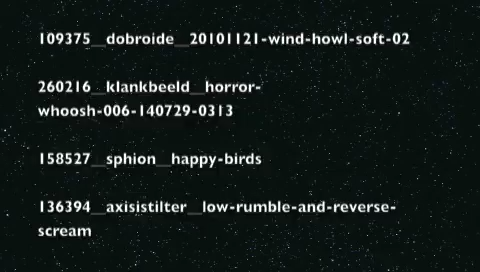 109375__dobroide__20101121-wind-howl-soft-02
260216__klankbeeld__horror-
whoosh-006-140729-0313
158527__sphion__happy-birds
136394__axisistilter__low-rumble-and-reverse-
scream